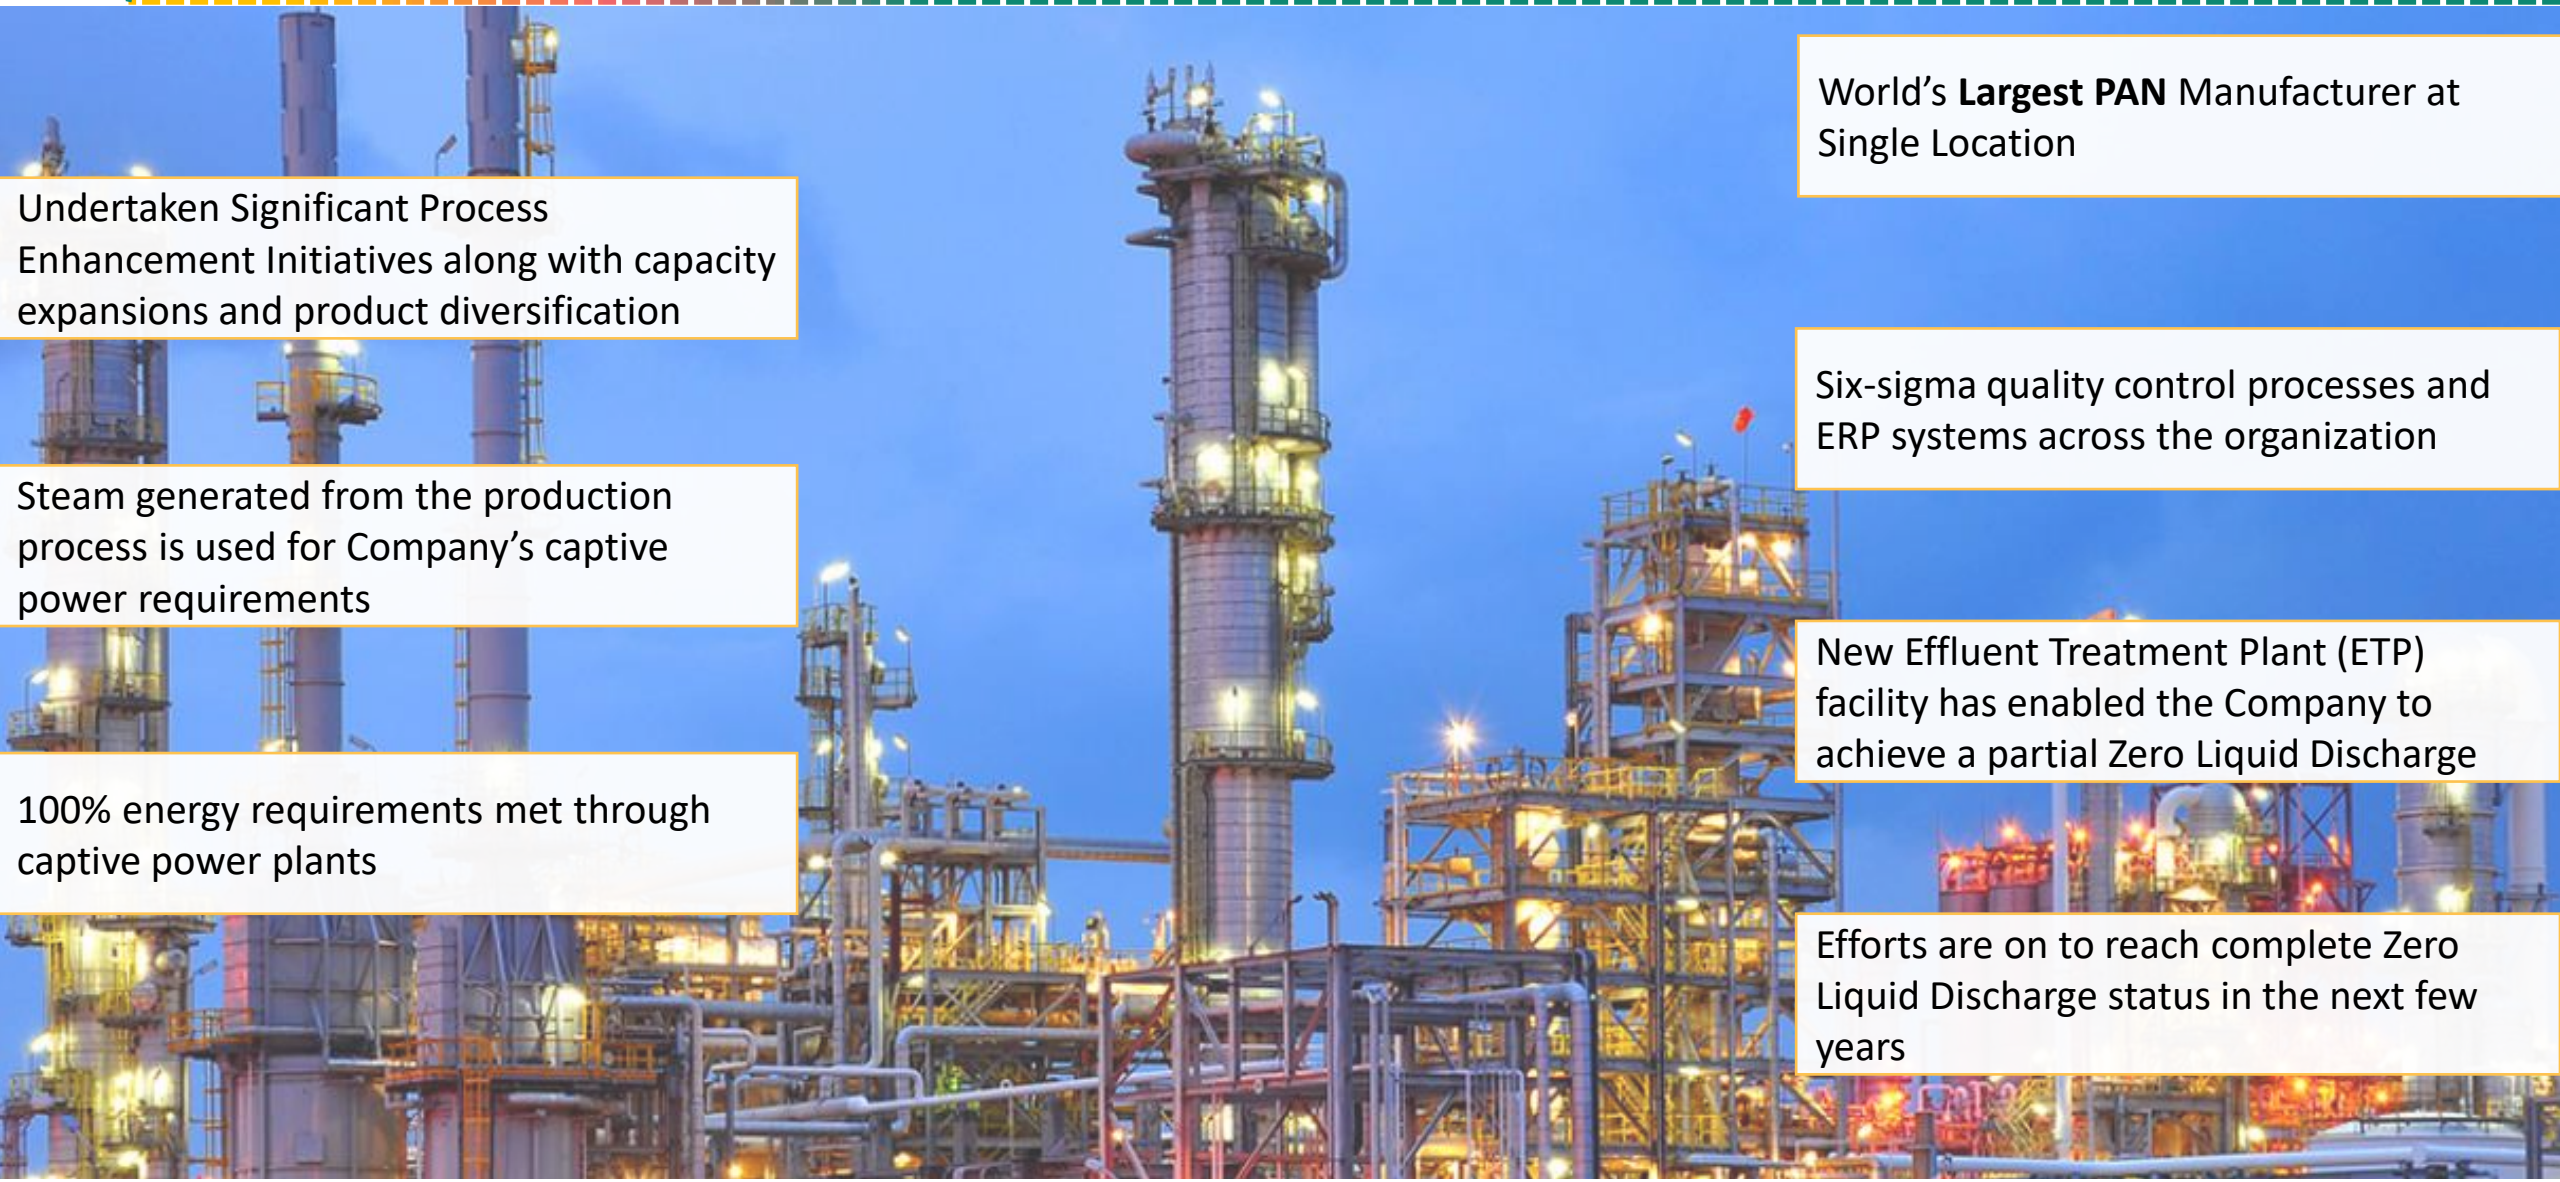 Undertaken Significant Process
Enhancement Initiatives along with capacity
expansions and product diversification
Steam generated from the production
process is used for Company’s captive
power requirements
100% energy requirements met through
captive power plants
World’s Largest PAN Manufacturer at
Single Location
Six-sigma quality control processes and
ERP systems across the organization
New Effluent Treatment Plant (ETP)
facility has enabled the Company to
achieve a partial Zero Liquid Discharge
Efforts are on to reach complete Zero
Liquid Discharge status in the next few
years